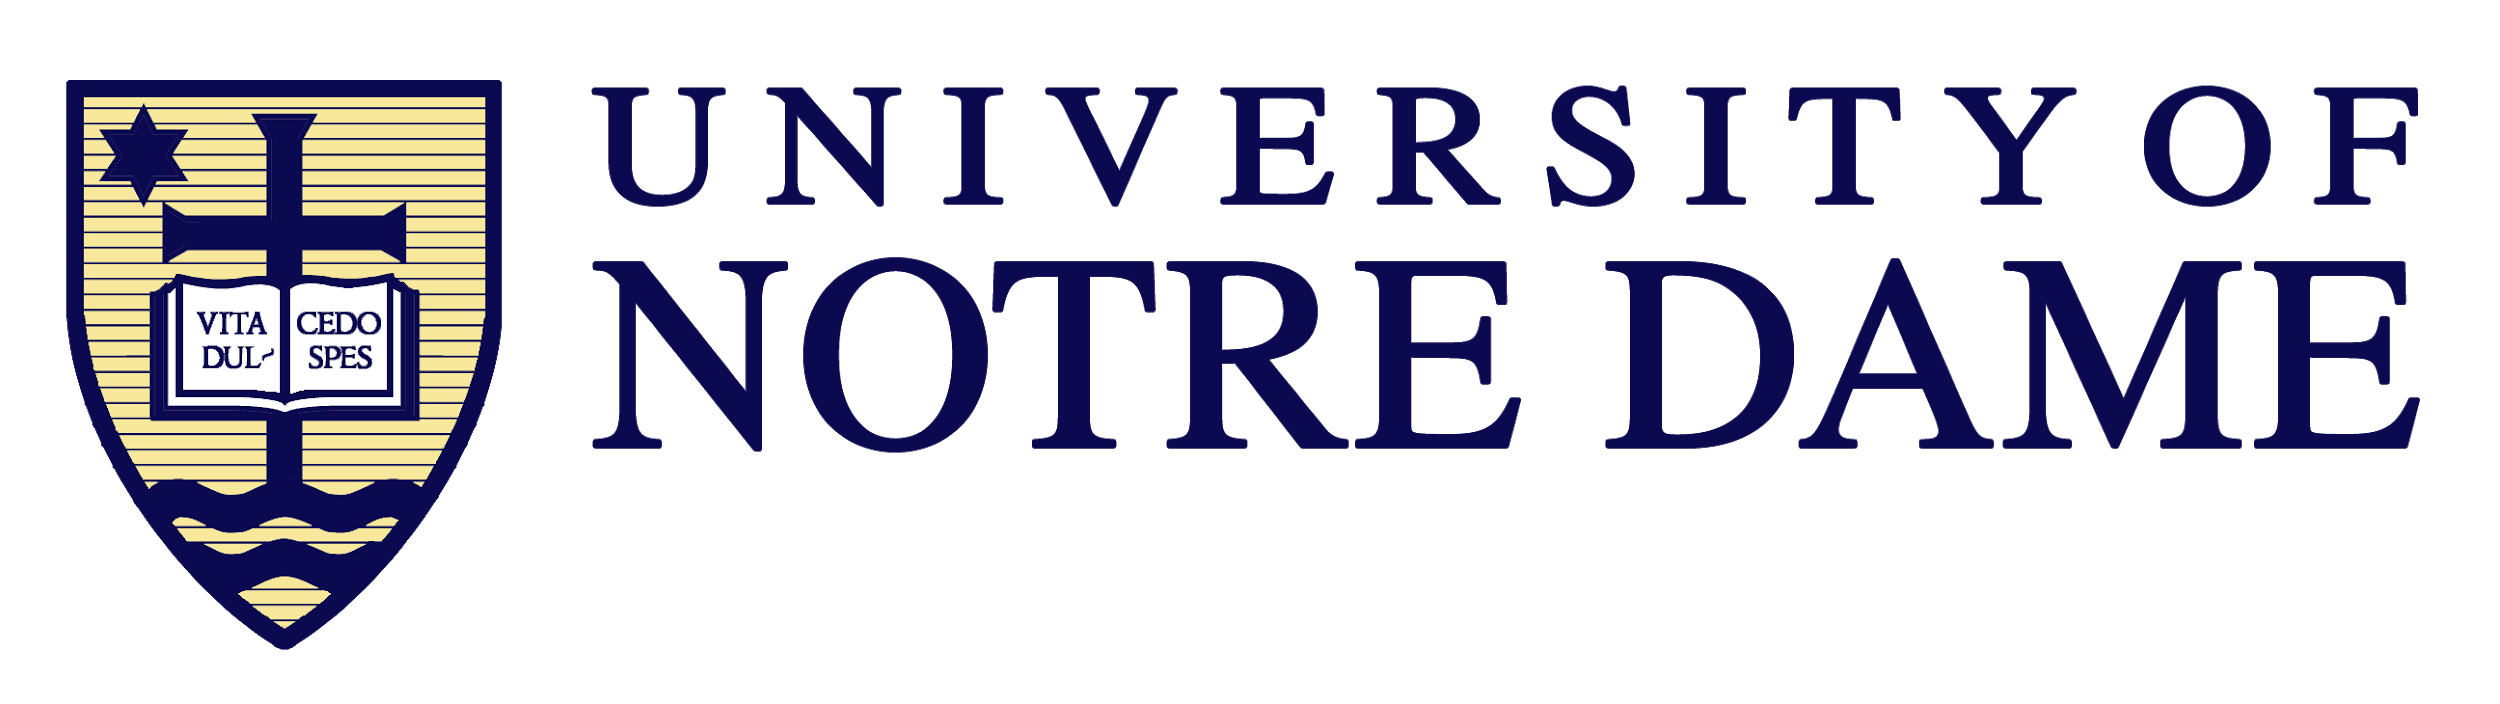 UNIVERSITY OF
NOTRE DAME
VITA CEDO
DUL~ SPES